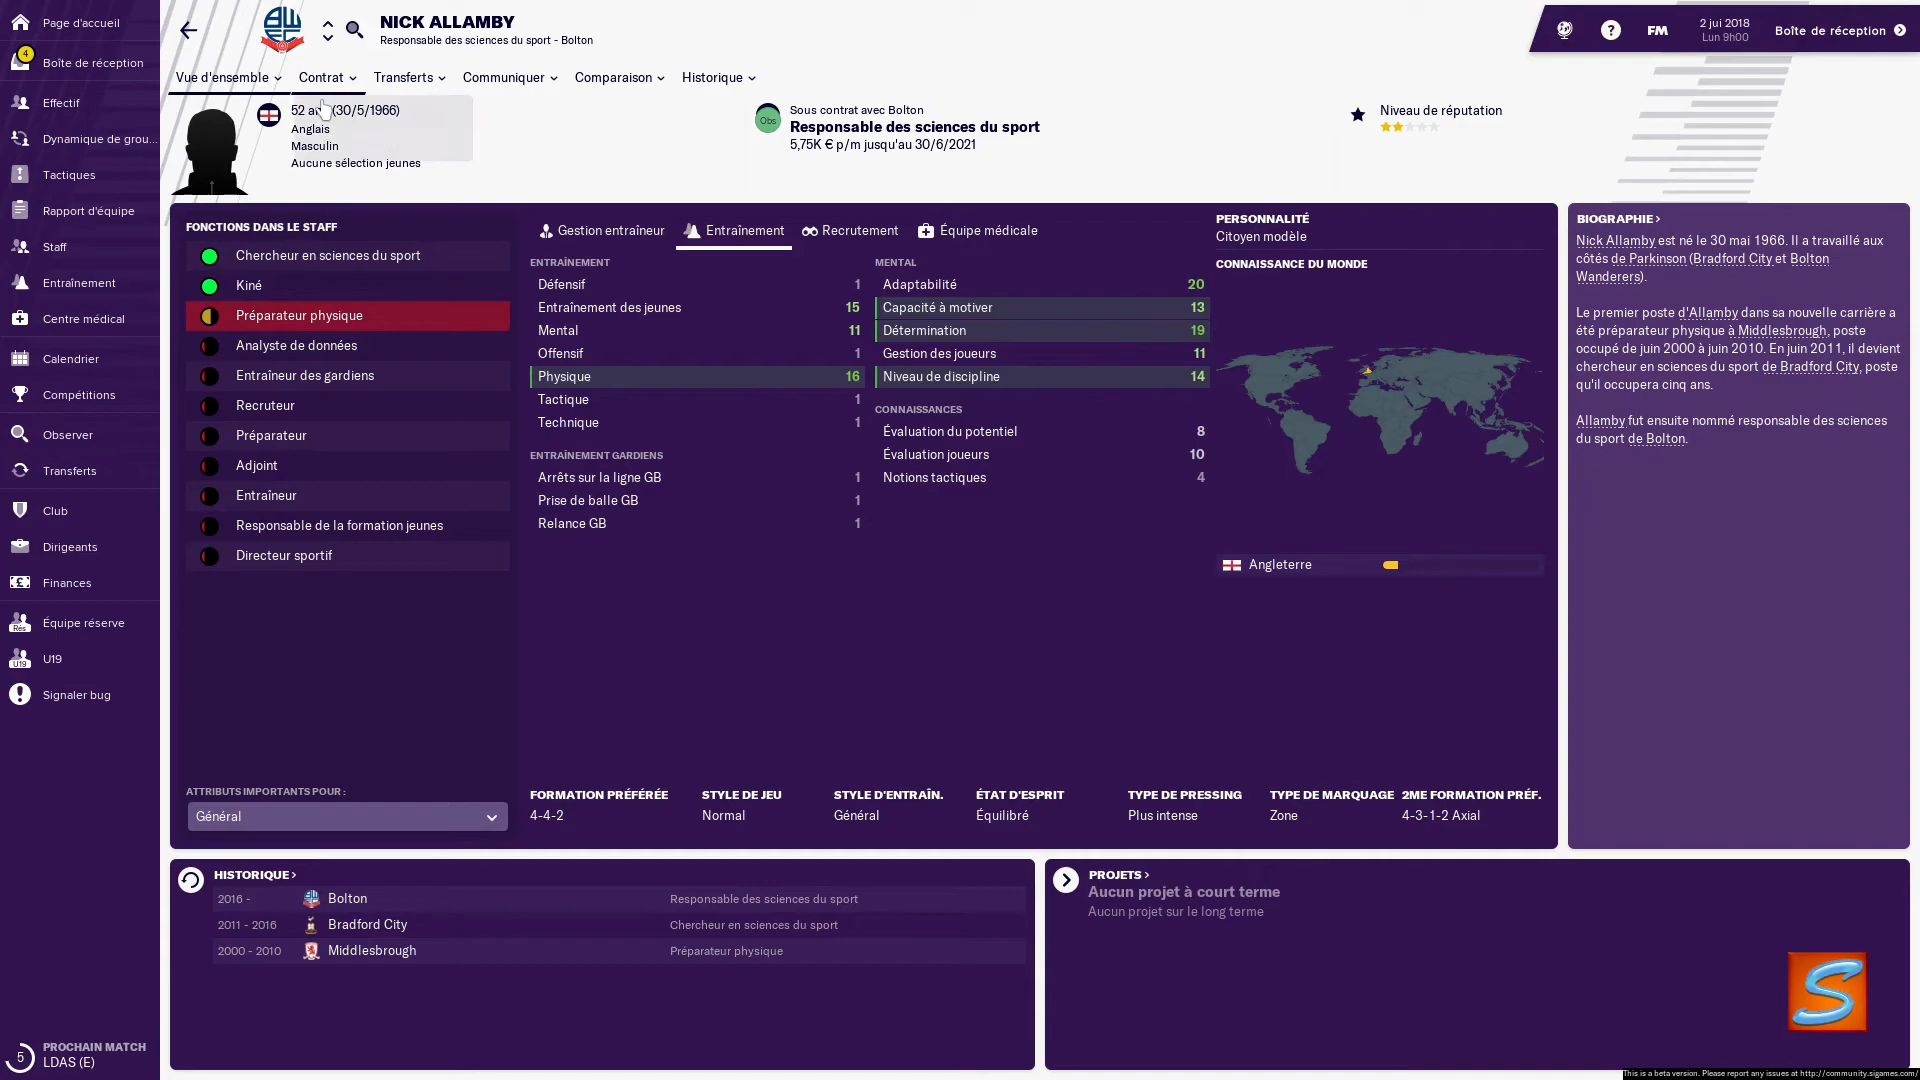 Page d'accueil
4
Boîte de réception
Effectif
Dynamique de grou...
Tactiques
Rapport d'équipe
Staff
Entraînement
Centre médical
Calendrier
Compétitions
Observer
Transferts
Club
Dirigeants
Finances
Rés
Équipe réserve
U19
U19
Signaler bug
5
PROCHAIN MATCH
LDAS (E)
NICK ALLAMBY
Responsable des sciences du sport - Bolton
FM
2 jui 2018
Lun 9h00
Boîte de réception
Vue d'ensemble
Contrat
Transferts
Communiquer
Comparaison
Historique
52 a (30/5/1966)
Anglais
Masculin
Aucune sélection jeunes
Obs
Sous contrat avec Bolton
Responsable des sciences du sport
5,75K € p/m jusqu'au 30/6/2021
Niveau de réputation
FONCTIONS DANS LE STAFF
Chercheur en sciences du sport
Kiné
Préparateur physique
Analyste de données
Entraîneur des gardiens
Recruteur
Préparateur
Adjoint
Entraîneur
Responsable de la formation jeunes
Directeur sportif
ATTRIBUTS IMPORTANTS POUR :
Général
Gestion entraîneur
Entraînement
Recrutement
Équipe médicale
ENTRAÎNEMENT
Défensif 1
Entraînement des jeunes 15
Mental 11
Offensif 1
Physique 16
Tactique 1
Technique 1
ENTRAÎNEMENT GARDIENS
Arrêts sur la ligne GB 1
Prise de balle GB 1
Relance GB 1
MENTAL
Adaptabilité 20
Capacité à motiver 13
Détermination 19
Gestion des joueurs 11
Niveau de discipline 14
CONNAISSANCES
Évaluation du potentiel 8
Évaluation joueurs 10
Notions tactiques 4
PERSONNALITÉ
Citoyen modèle
CONNAISSANCE DU MONDE
Angleterre
FORMATION PRÉFÉRÉE
4-4-2
STYLE DE JEU
Normal
STYLE D'ENTRAÎN.
Général
ÉTAT D'ESPRIT
Équilibré
TYPE DE PRESSING
Plus intense
TYPE DE MARQUAGE
Zone
2ME FORMATION PRÉF.
4-3-1-2 Axial
BIOGRAPHIE >
Nick Allamby est né le 30 mai 1966. Il a travaillé aux
côtés de Parkinson (Bradford City et Bolton
Wanderers).
Le premier poste d'Allamby dans sa nouvelle carrière a
été préparateur physique à Middlesbrough, poste
occupé de juin 2000 à juin 2010. En juin 2011, il devient
chercheur en sciences du sport de Bradford City, poste
qu'il occupera cinq ans.
Allamby fut ensuite nommé responsable des sciences
du sport de Bolton.
HISTORIQUE >
2016 - Bolton Responsable des sciences du sport
2011 - 2016 Bradford City Chercheur en sciences du sport
2000 - 2010 Middlesbrough Préparateur physique
PROJETS >
Aucun projet à court terme
Aucun projet sur le long terme
S
This is a beta version. Please report any issues at http://community.sigames.com/